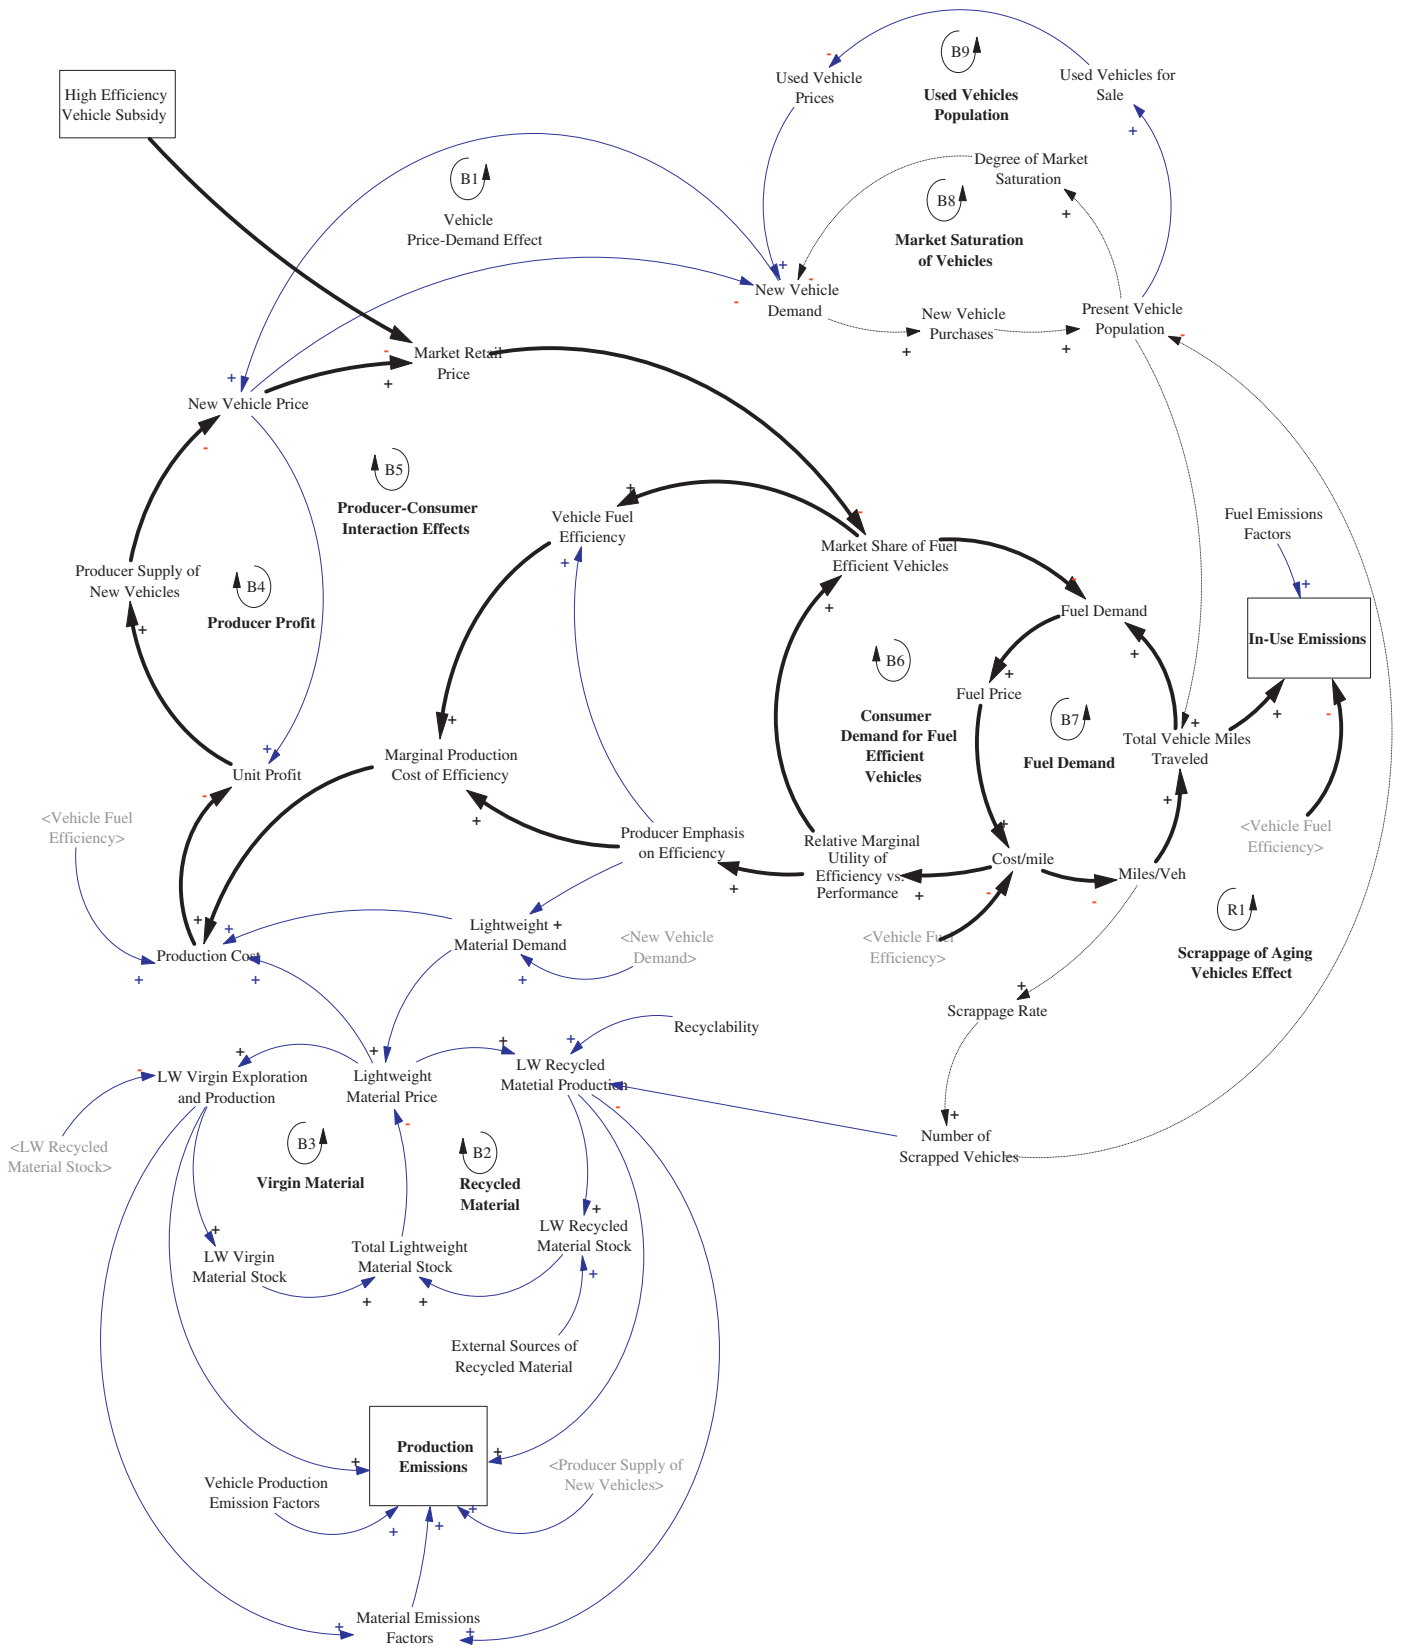 B9
Used Vehicle
Prices
Used Vehicles for
Sale
Used Vehicles
Population
High Efficiency
Vehicle Subsidy
-
+
B1
Vehicle
Price-Demand Effect
Degree of Market
Saturation
B8
+
Market Saturation
of Vehicles
+
-
-
New Vehicle
Demand
New Vehicle
Purchases
Present Vehicle
Population
-
+
+
-
Market Retail
Price
+
+
New Vehicle Price
-
B5
Producer-Consumer
Interaction Effects
+
Vehicle Fuel
Efficiency
+
-
Market Share of Fuel
Efficient Vehicles
+
Fuel Emissions
Factors
+
Producer Supply of
New Vehicles
B4
Producer Profit
+
-
Fuel Demand
+
In-Use Emissions
B6
+
Fuel Price
Consumer
Demand for Fuel
Efficient
Vehicles
B7
Fuel Demand
+
Total Vehicle Miles
Traveled
+
-
+
Marginal Production
Cost of Efficiency
+
+
Unit Profit
-
+
<Vehicle Fuel
Efficiency>
Producer Emphasis
on Efficiency
+
Relative Marginal
Utility of
Efficiency vs.
Performance
+
+
Cost/mile
-
-
Miles/Veh
<Vehicle Fuel
Efficiency>
R1
Scrappage of Aging
Vehicles Effect
+
+
Production Cost
+
+
Lightweight +
Material Demand
+
<New Vehicle
Demand>
<Vehicle Fuel
Efficiency>
+
Scrappage Rate
Recyclability
+
+
+
+
-
LW Virgin Exploration
and Production
Lightweight
Material Price
LW Recycled
Matetial Production
-
<LW Recycled
Material Stock>
B3
Virgin Material
-
B2
Recycled
Material
+
Number of
Scrapped Vehicles
+
LW Virgin
Material Stock
Total Lightweight
Material Stock
+
LW Recycled
Material Stock
+
+
+
External Sources of
Recycled Material
Production
Emissions
+
+
<Producer Supply of
New Vehicles>
Vehicle Production
Emission Factors
+
+
+
Material Emissions
Factors
+
+